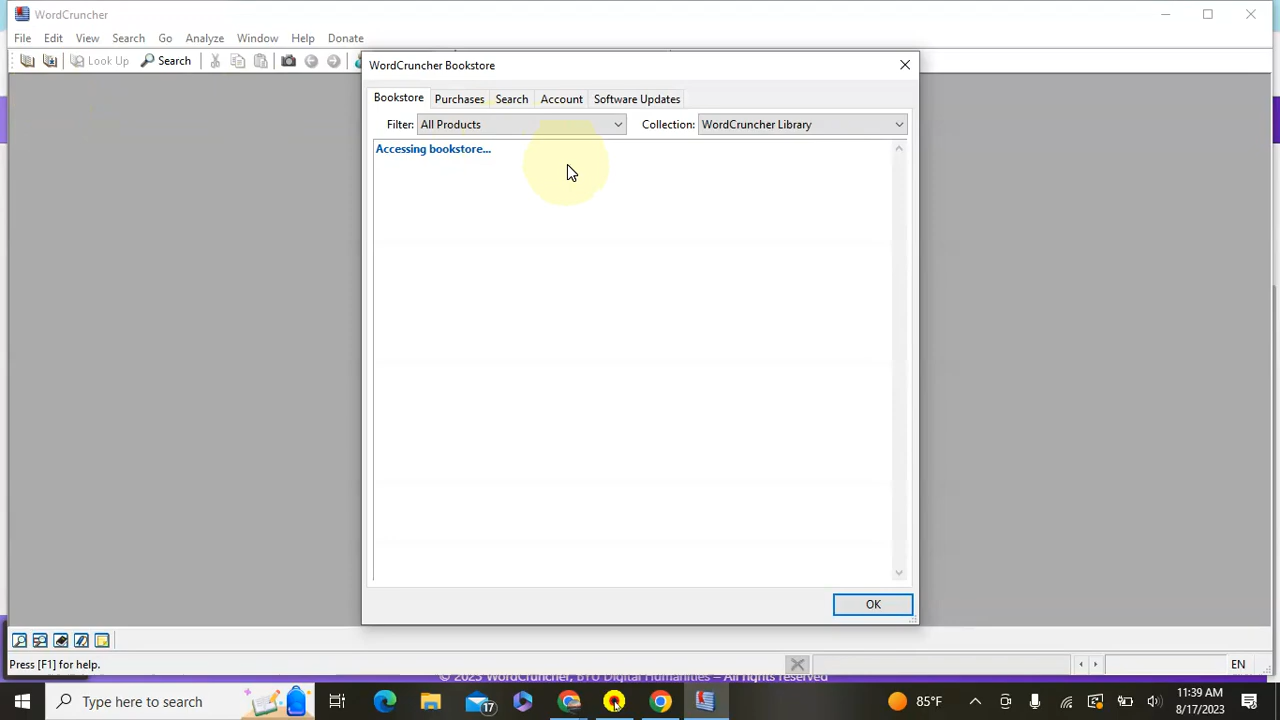 WordCruncher
File Edit View Search Go Analyze Window Help Donate
Look Up Search
WordCruncher Bookstore
Bookstore Purchases Search Account Software Updates
Filter: All Products Collection: WordCruncher Library
Accessing bookstore...
OK
Press [F1] for help. EN
© 2023 WordCruncher, BYU Digital Humanities – All rights reserved
Type here to search 17 85°F 11:39 AM
8/17/2023